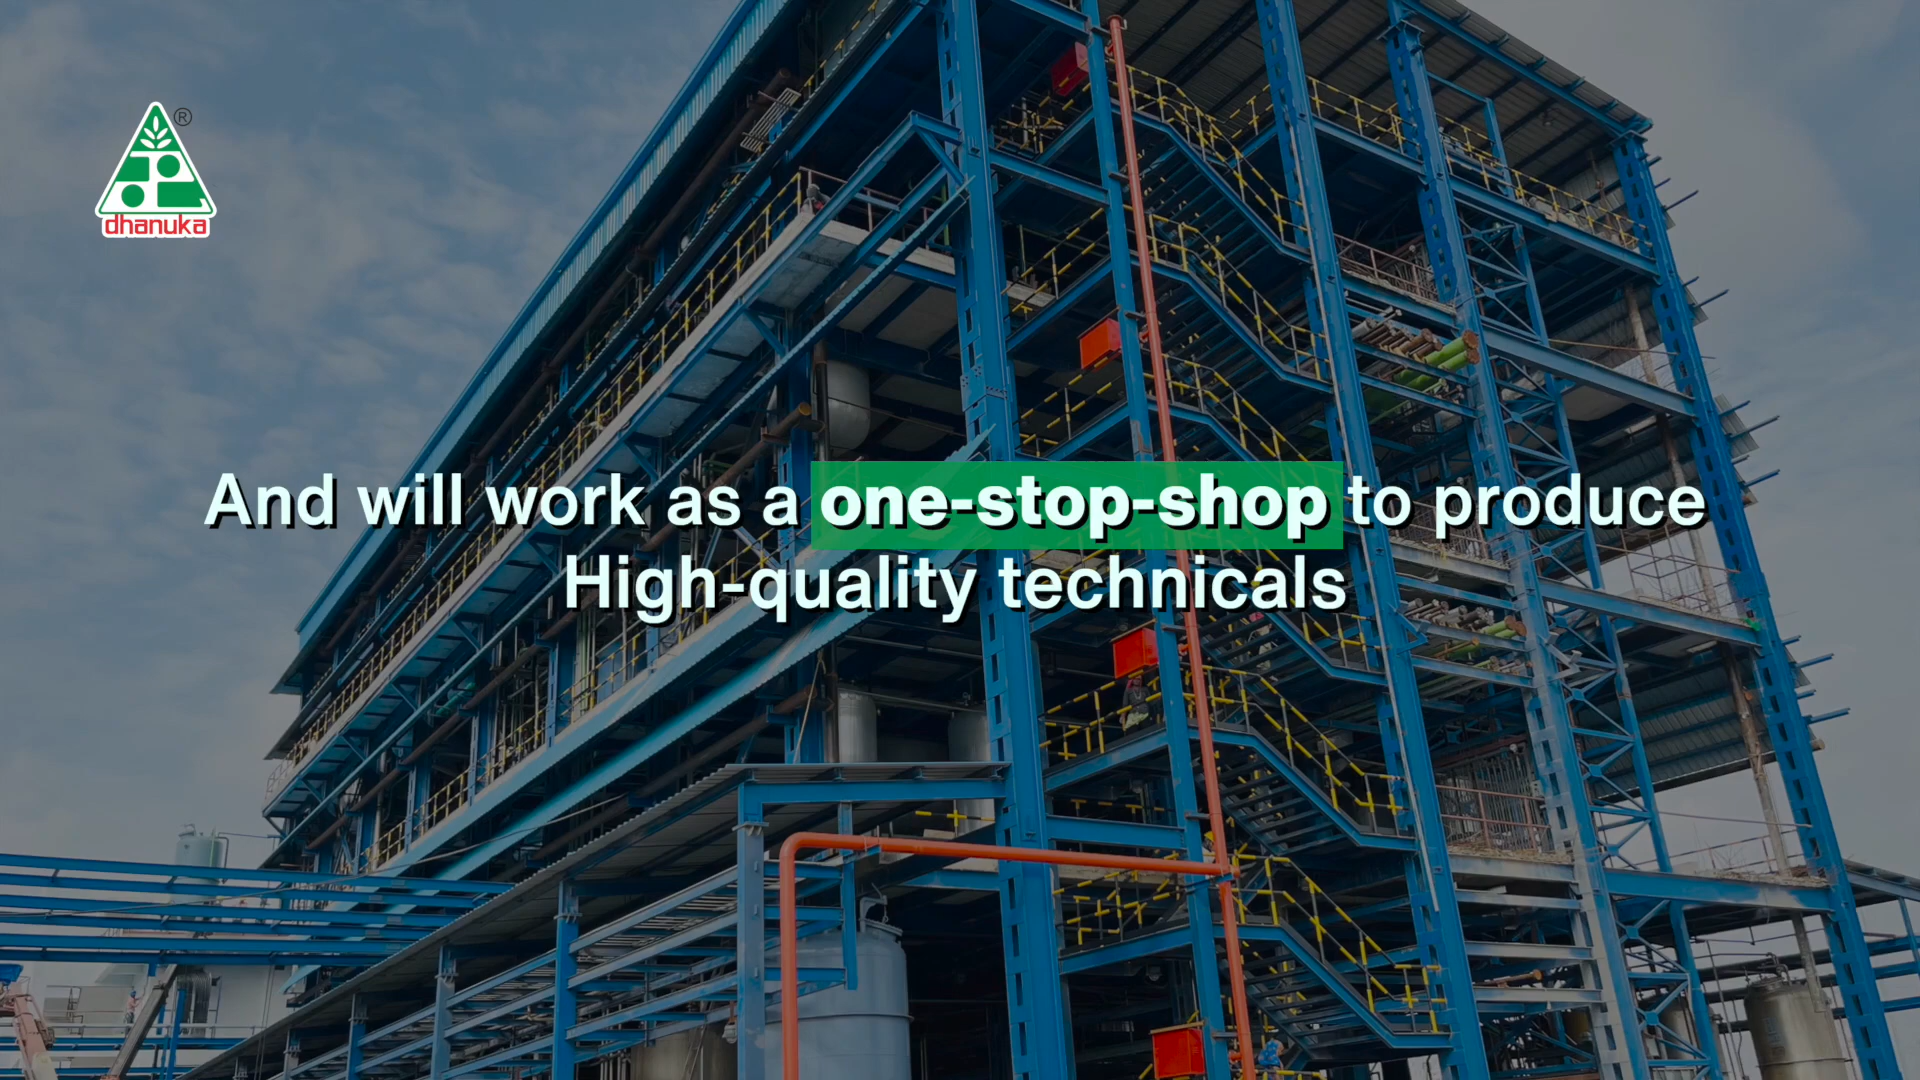 ®
dhanuka
And will work as a one-stop-shop to produce
High-quality technicals